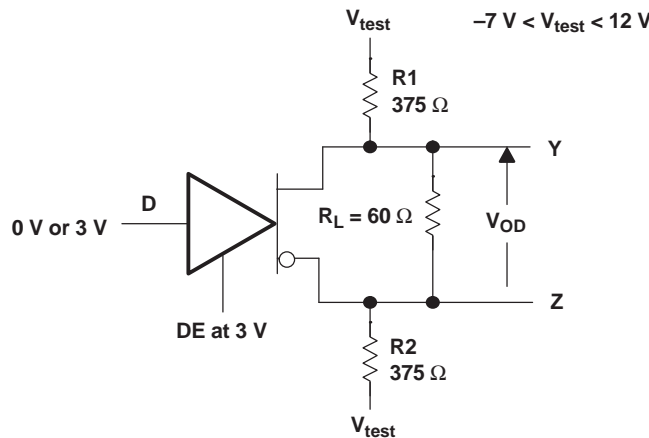 V_test
–7 V < V_test < 12 V
R1
375 Ω
Y
D
0 V or 3 V
R_L = 60 Ω
V_OD
Z
DE at 3 V
R2
375 Ω
V_test